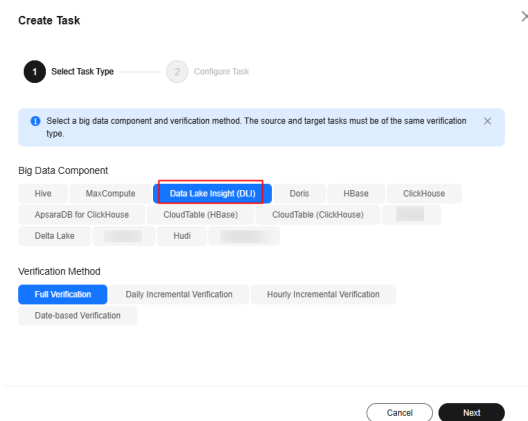 Create Task
1 Select Task Type 2 Configure Task
Select a big data component and verification method. The source and target tasks must be of the same verification
type.
Big Data Component
Hive MaxCompute Data Lake Insight (DLI) Doris HBase ClickHouse
ApsaraDB for ClickHouse CloudTable (HBase) CloudTable (ClickHouse)
Delta Lake Hudi
Verification Method
Full Verification Daily Incremental Verification Hourly Incremental Verification
Date-based Verification
Cancel Next